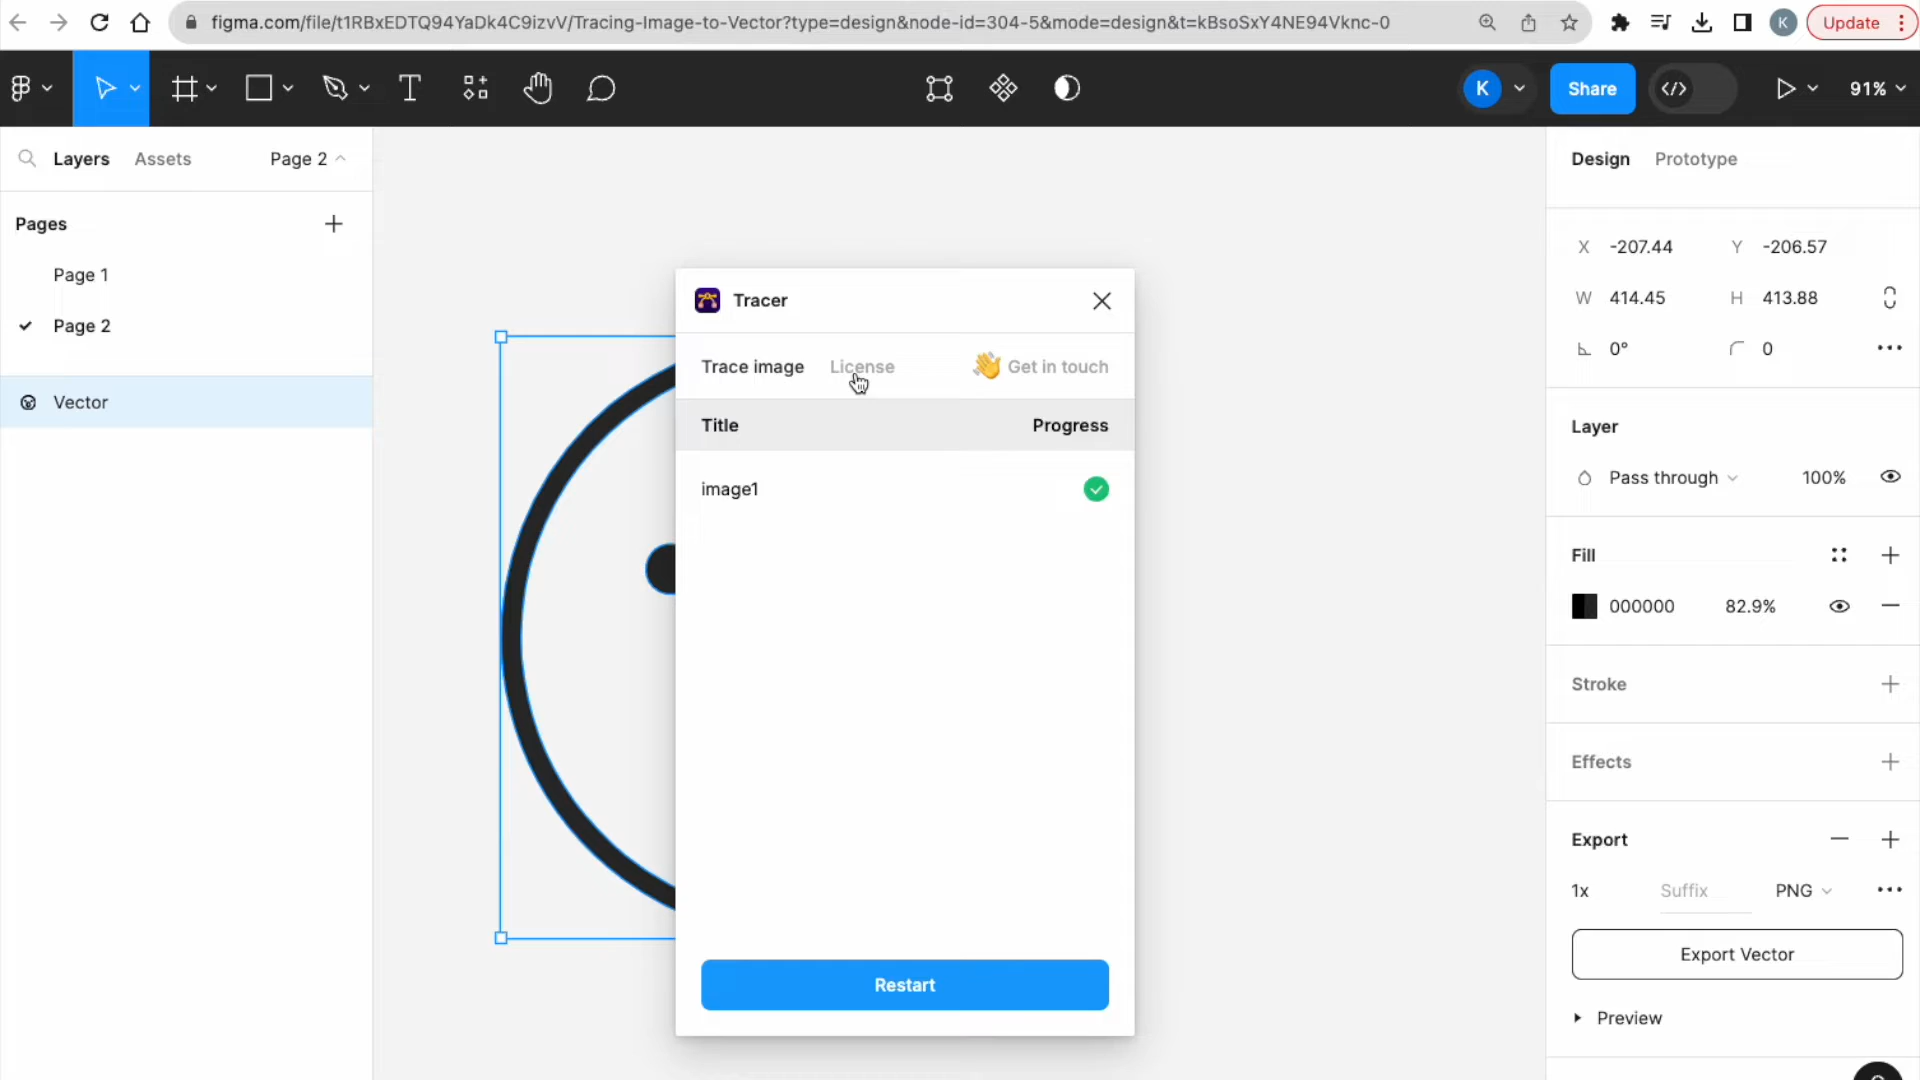 figma.com/file/t1RBxEDTQ94YaDk4C9izvV/Tracing-Image-to-Vector?type=design&node-id=304-5&mode=design&t=kBsoSxY4NE94Vknc-0
K
Update
T
K
Share
</>
91%
Layers Assets Page 2
Design Prototype
Pages
Page 1
Page 2
Vector
Tracer
Trace image License 👋 Get in touch
Title Progress
image1
Restart
X -207.44 Y -206.57
W 414.45 H 413.88
0° 0
Layer
Pass through 100%
Fill
000000 82.9%
Stroke
Effects
Export
1x Suffix PNG
Export Vector
Preview